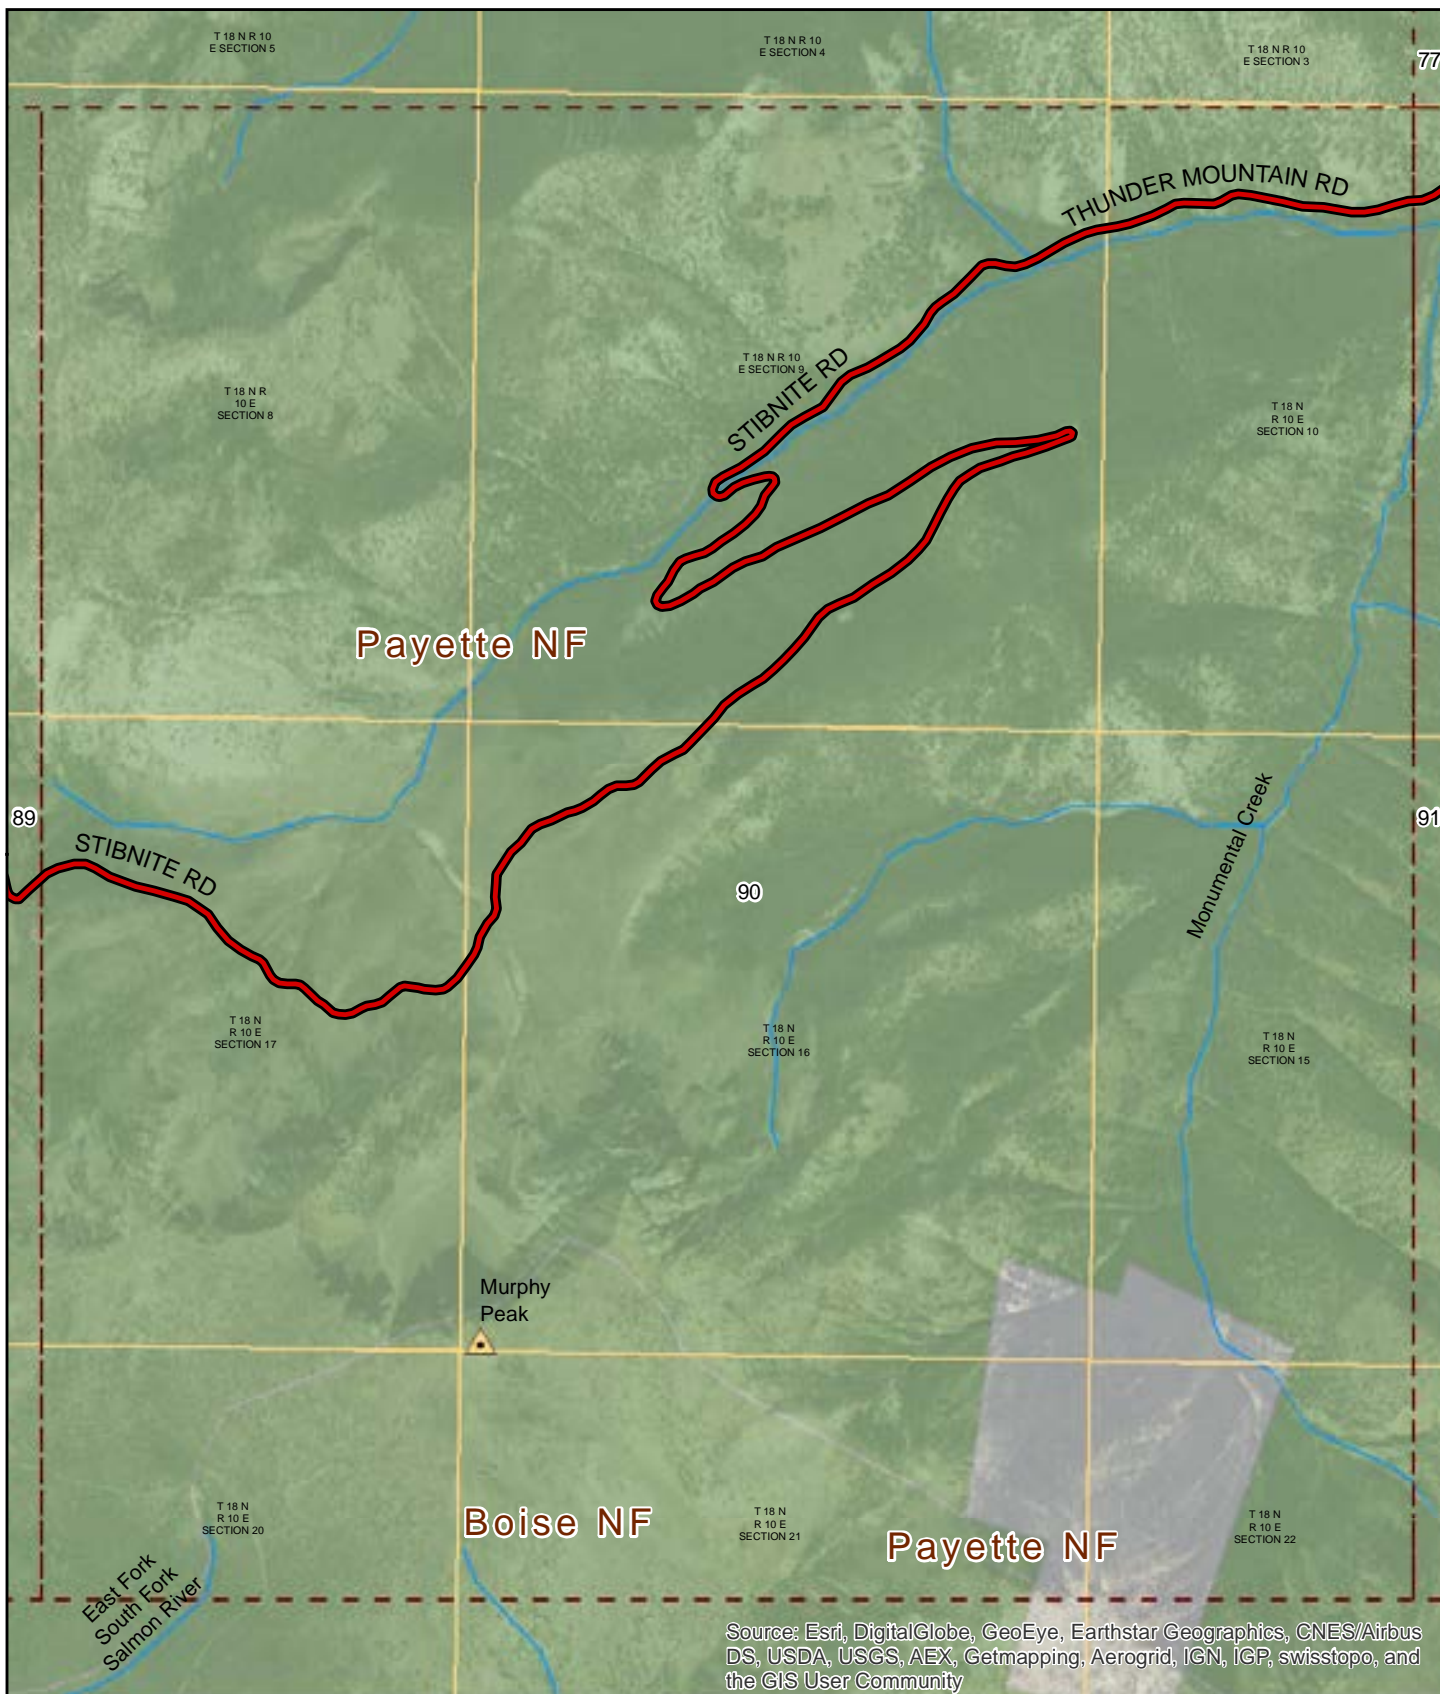 T 18 N R 10
E SECTION 5
T 18 N R 10
E SECTION 4
T 18 N R 10
E SECTION 3
77
THUNDER MOUNTAIN RD
T 18 N R 10
E SECTION 9
STIBNITE RD
T 18 N R
10 E
SECTION 8
T 18 N
R 10 E
SECTION 10
Payette NF
89
STIBNITE RD
90
91
Monumental Creek
T 18 N
R 10 E
SECTION 17
T 18 N
R 10 E
SECTION 16
T 18 N
R 10 E
SECTION 15
Murphy
Peak
T 18 N
R 10 E
SECTION 20
Boise NF
T 18 N
R 10 E
SECTION 21
Payette NF
T 18 N
R 10 E
SECTION 22
East Fork
South Fork
Salmon River
Source: Esri, DigitalGlobe, GeoEye, Earthstar Geographics, CNES/Airbus
DS, USDA, USGS, AEX, Getmapping, Aerogrid, IGN, IGP, swisstopo, and
the GIS User Community